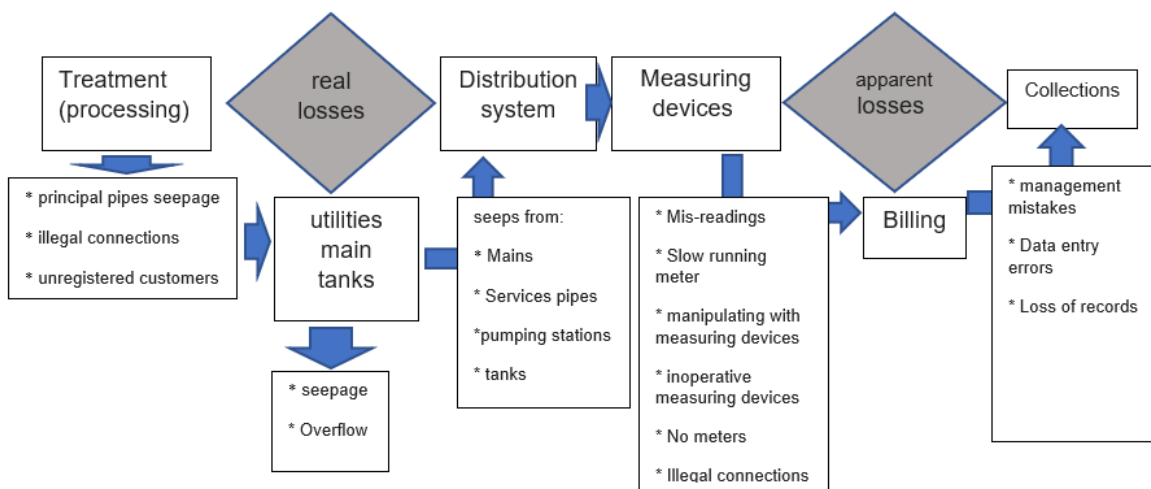 Treatment
(processing)
real
losses
Distribution
system
Measuring
devices
apparent
losses
Collections
* principal pipes seepage
* illegal connections
* unregistered customers
utilities
main
tanks
* seepage
* Overflow
seeps from:
* Mains
* Services pipes
*pumping stations
* tanks
* Mis-readings
* Slow running
meter
* manipulating with
measuring devices
* inoperative
measuring devices
* No meters
* Illegal connections
Billing
* management
mistakes
* Data entry
errors
* Loss of records